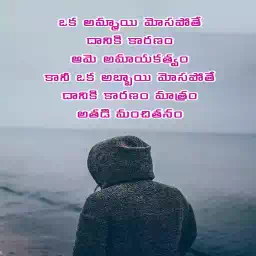 ఒక అమ్మాయి మోసపోతే
దానికి కారణం
ఆమె అమాయకత్వం
కానీ ఒక అబ్బాయి మోసపోతే
దానికి కారణం మాత్రం
అతడి మంచితనం